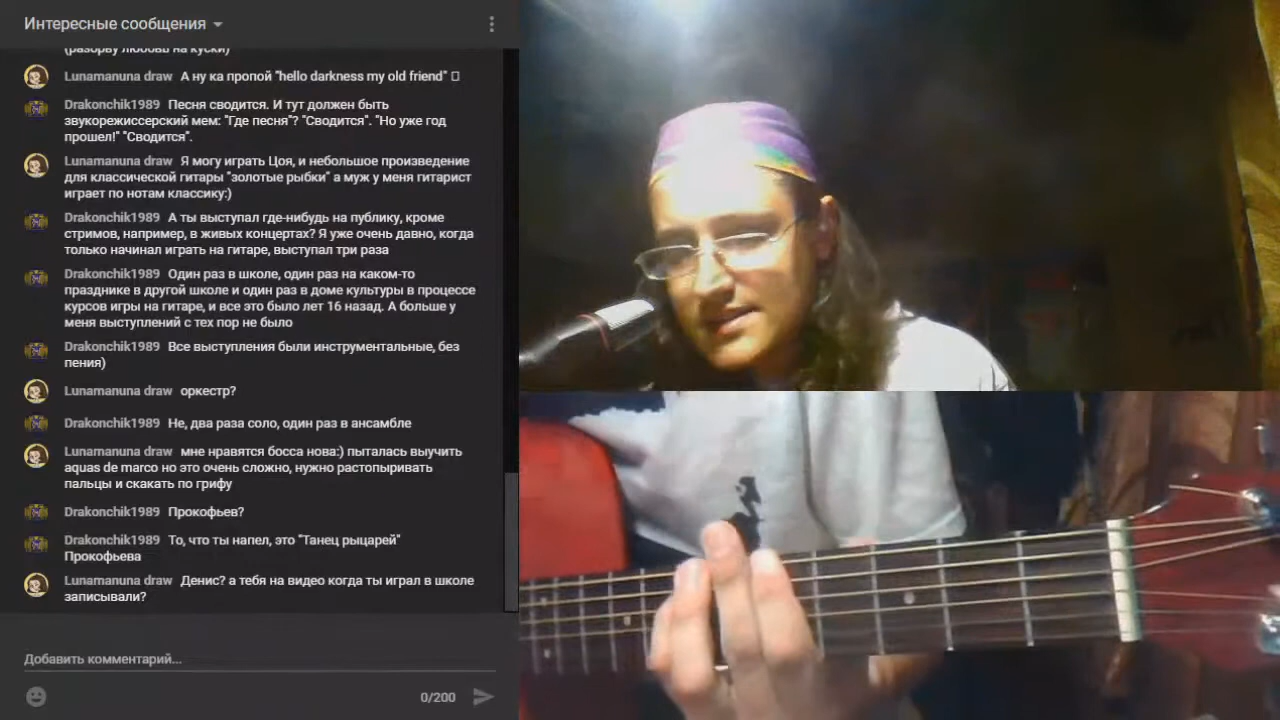 Интересные сообщения
(разорву любовь на куски)
Lunamanuna draw А ну ка пропой "hello darkness my old friend"
Drakonchik1989 Песня сводится. И тут должен быть
звукорежиссерский мем: "Где песня"? "Сводится". "Но уже год
прошел!" "Сводится".
Lunamanuna draw Я могу играть Цоя, и небольшое произведение
для классической гитары "золотые рыбки" а муж у меня гитарист
играет по нотам классику:)
Drakonchik1989 А ты выступал где-нибудь на публику, кроме
стримов, например, в живых концертах? Я уже очень давно, когда
только начинал играть на гитаре, выступал три раза
Drakonchik1989 Один раз в школе, один раз на каком-то
празднике в другой школе и один раз в доме культуры в процессе
курсов игры на гитаре, и все это было лет 16 назад. А больше у
меня выступлений с тех пор не было
Drakonchik1989 Все выступления были инструментальные, без
пения)
Lunamanuna draw оркестр?
Drakonchik1989 Не, два раза соло, один раз в ансамбле
Lunamanuna draw мне нравятся босса нова:) пыталась выучить
aquas de marco но это очень сложно, нужно растопыривать
пальцы и скакать по грифу
Drakonchik1989 Прокофьев?
Drakonchik1989 То, что ты напел, это "Танец рыцарей"
Прокофьева
Lunamanuna draw Денис? а тебя на видео когда ты играл в школе
записывали?
Добавить комментарий...
0/200